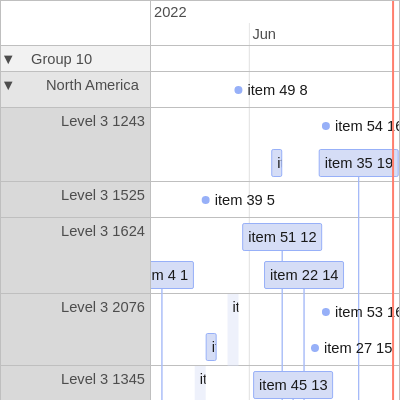 2022
Jun
▼ Group 10
▼ North America
item 49 8
Level 3 1243
item 54 16
i
item 35 19
Level 3 1525
item 39 5
Level 3 1624
item 51 12
m 4 1
item 22 14
Level 3 2076
it
item 53 16
i
item 27 15
Level 3 1345
it
item 45 13